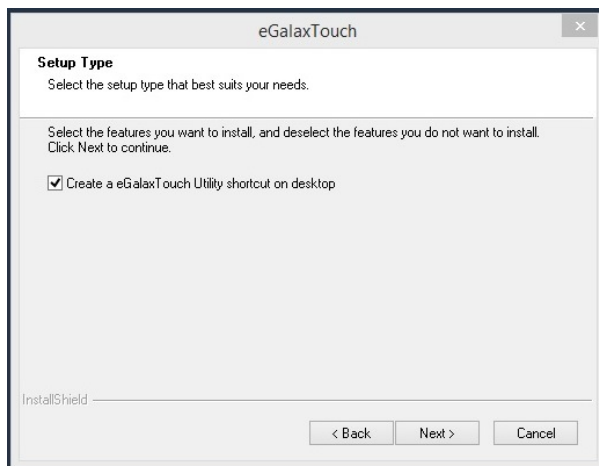 eGalaxTouch
Setup Type
Select the setup type that best suits your needs.
Select the features you want to install, and deselect the features you do not want to install.
Click Next to continue.
Create a eGalaxTouch Utility shortcut on desktop
InstallShield
< Back
Next >
Cancel